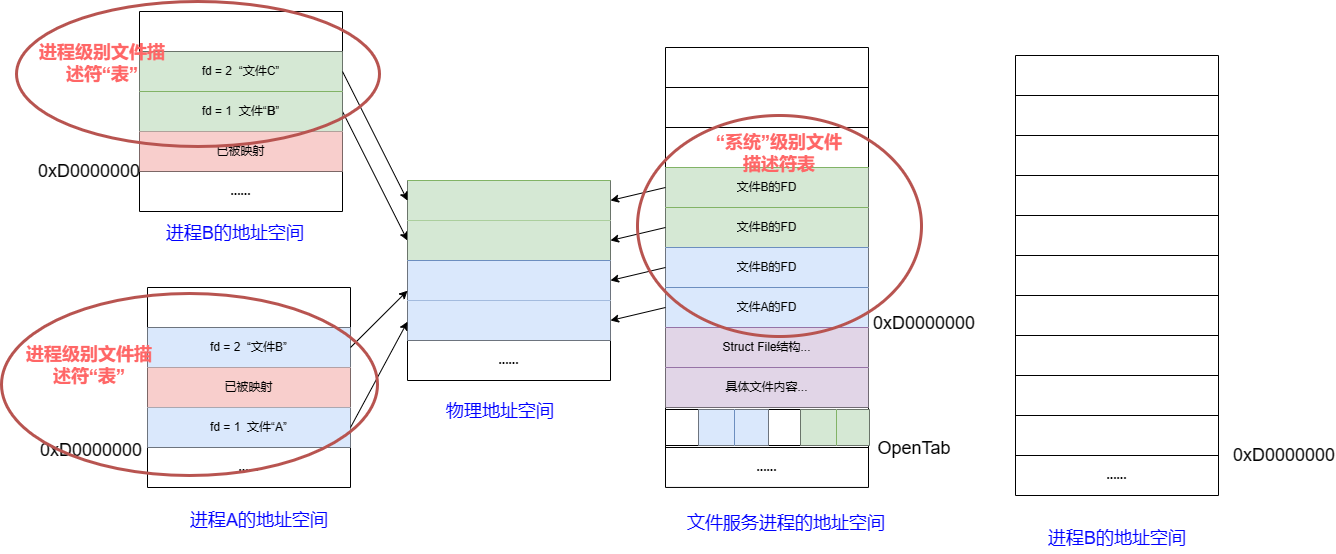 进程级别文件描
述符“表”
fd = 2 “文件C”
fd = 1 文件“B”
已被映射
0xD0000000
......
进程B的地址空间
进程级别文件描
述符“表”
fd = 2 “文件B”
已被映射
fd = 1 文件“A”
0xD0000000
......
进程A的地址空间
......
物理地址空间
“系统”级别文件
描述符表
文件B的FD
文件B的FD
文件B的FD
文件A的FD
0xD0000000
Struct File结构...
具体文件内容...
OpenTab
......
文件服务进程的地址空间
0xD0000000
......
进程B的地址空间